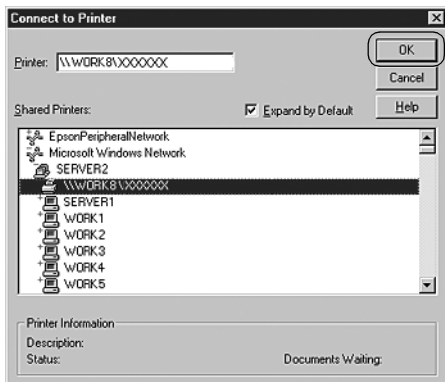 Connect to Printer
Printer: \\WORK8\XXXXXX
OK
Cancel
Shared Printers:
Expand by Default
Help
EpsonPeripheralNetwork
Microsoft Windows Network
SERVER2
\\WORK8\XXXXXX
SERVER1
WORK1
WORK2
WORK3
WORK4
WORK5
Printer Information
Description:
Status:
Documents Waiting: